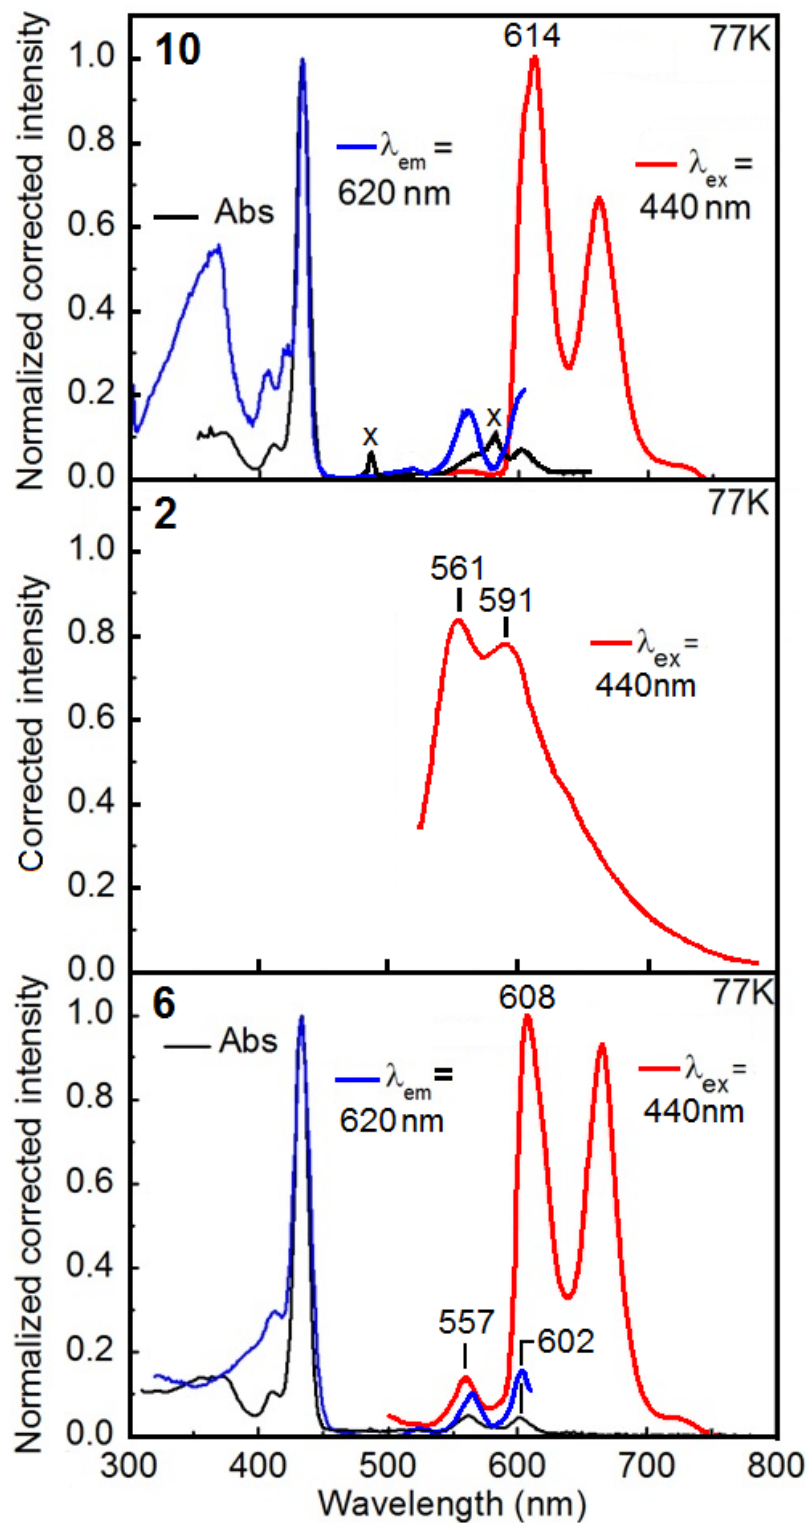 10
614
77K
1.0
0.8
0.6
0.4
0.2
0.0
Normalized corrected intensity
Abs
λem =
620 nm
λex =
440 nm
x
x
2
77K
1.0
0.8
0.6
0.4
0.2
0.0
Corrected intensity
561
591
λex =
440nm
6
608
77K
1.0
0.8
0.6
0.4
0.2
0.0
Normalized corrected intensity
Abs
λem =
620 nm
λex =
440nm
557
602
300
400
500
600
700
800
Wavelength (nm)